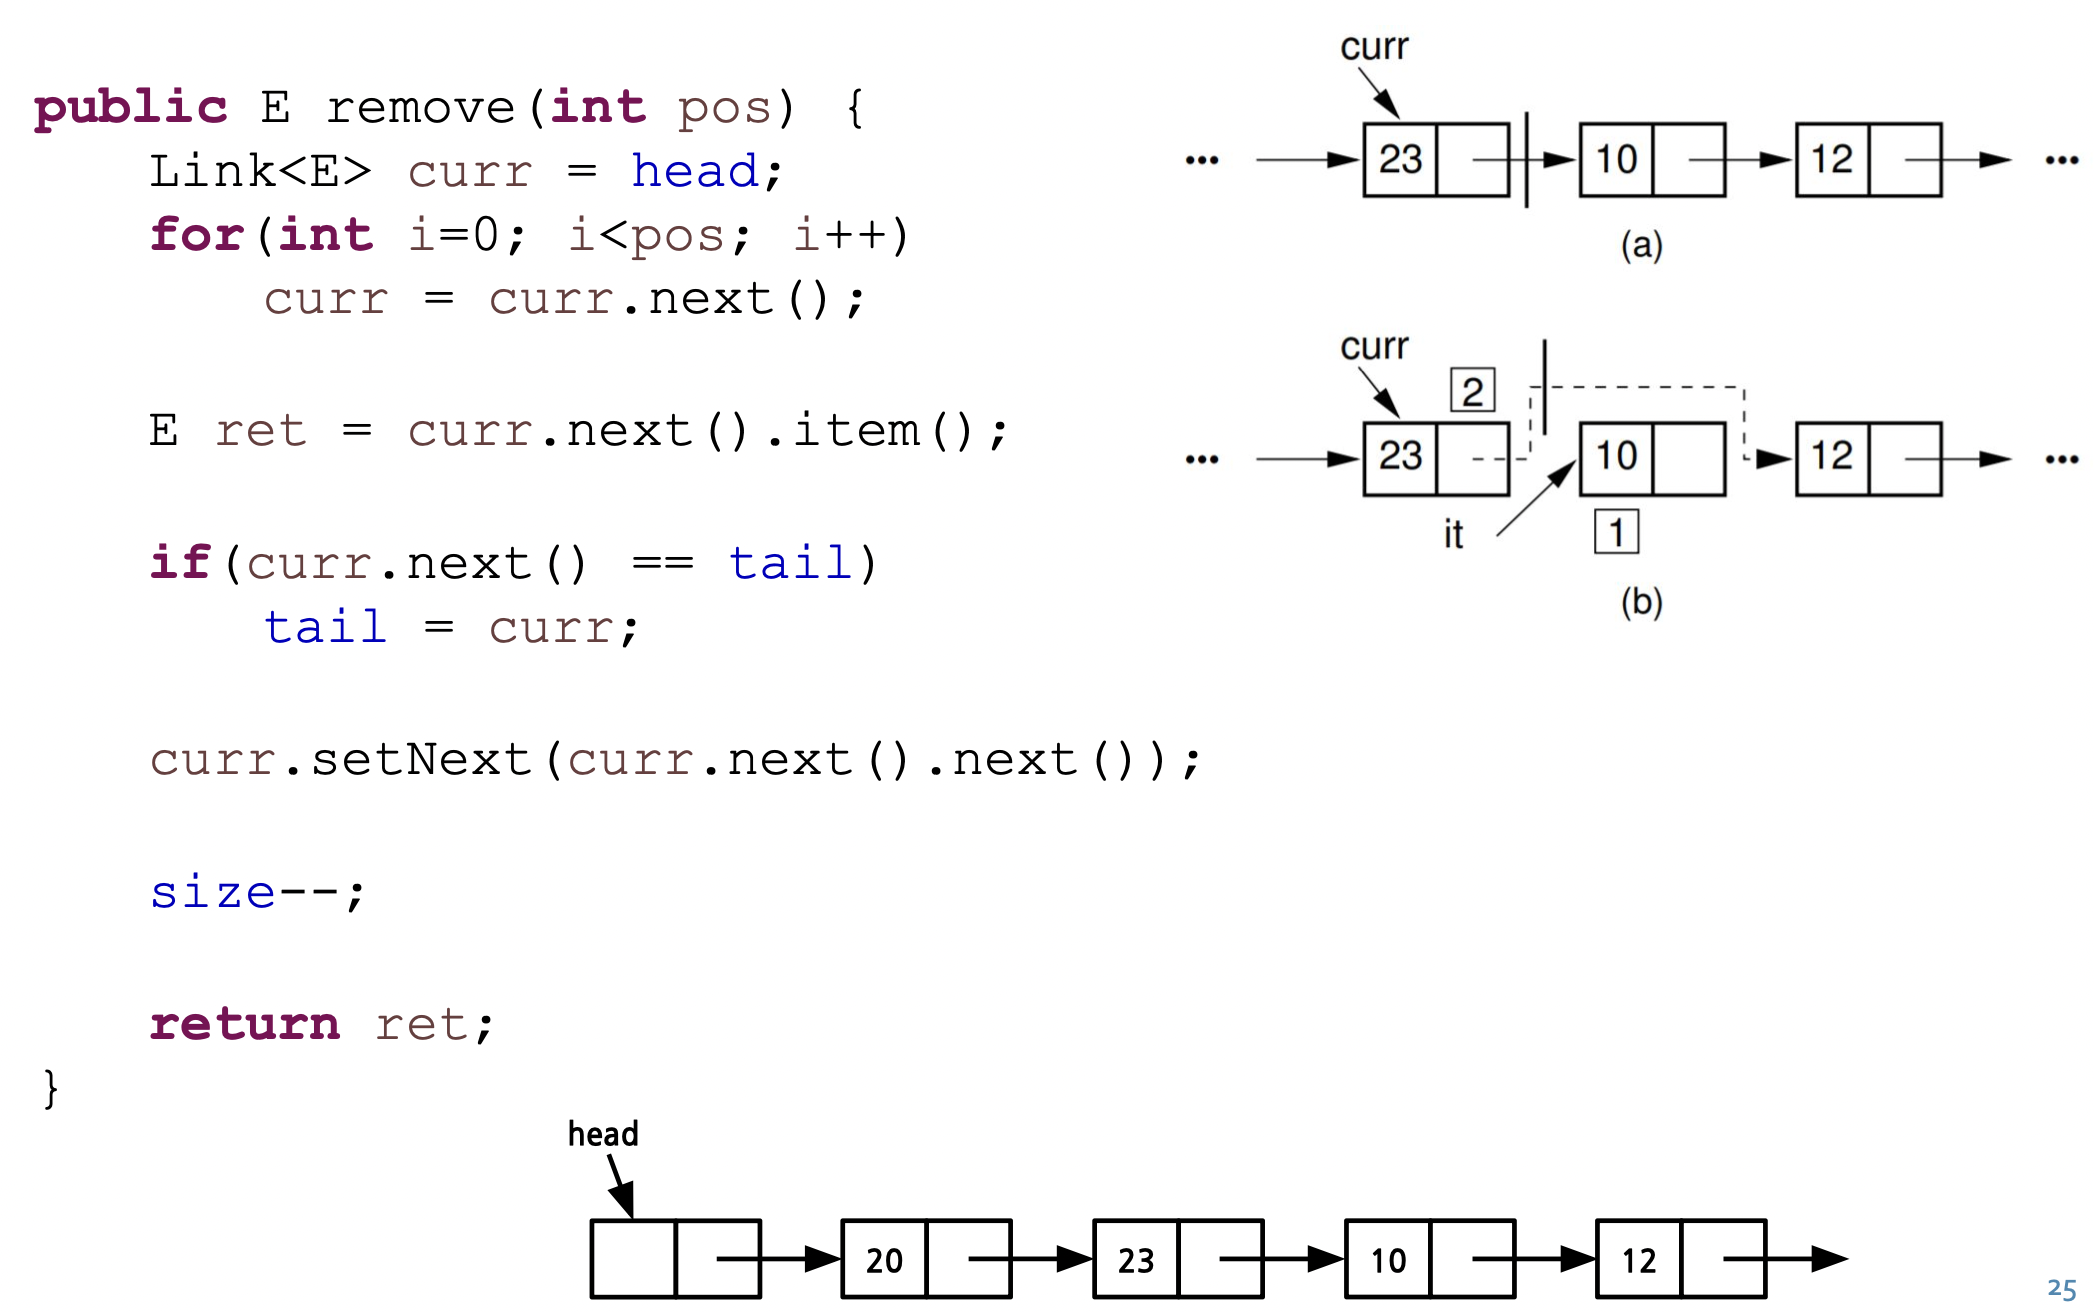 public E remove(int pos) {
Link<E> curr = head;
for(int i=0; i<pos; i++)
curr = curr.next();
E ret = curr.next().item();
if(curr.next() == tail)
tail = curr;
curr.setNext(curr.next().next());
size--;
return ret;
}
curr
... 23 10 12 ...
(a)
curr
2
... 23 10 12 ...
it 1
(b)
head
20 23 10 12
25